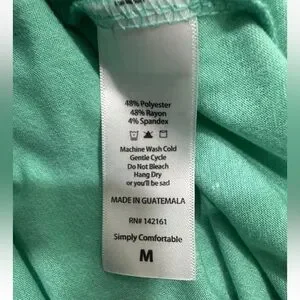 48% Polyester
48% Rayon
4% Spandex
Machine Wash Cold
Gentle Cycle
Do Not Bleach
Hang Dry
or you'll be sad
MADE IN GUATEMALA
RN# 142161
Simply Comfortable
M